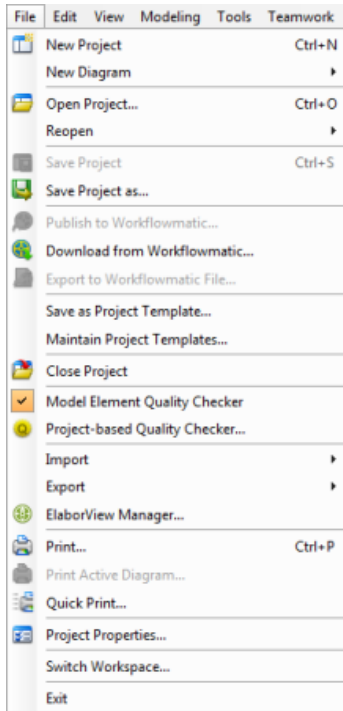 File Edit View Modeling Tools Teamwork
New Project Ctrl+N
New Diagram
Open Project... Ctrl+O
Reopen
Save Project Ctrl+S
Save Project as...
Publish to Workflowmatic...
Download from Workflowmatic...
Export to Workflowmatic File...
Save as Project Template...
Maintain Project Templates...
Close Project
Model Element Quality Checker
Project-based Quality Checker...
Import
Export
ElaborView Manager...
Print... Ctrl+P
Print Active Diagram...
Quick Print...
Project Properties...
Switch Workspace...
Exit